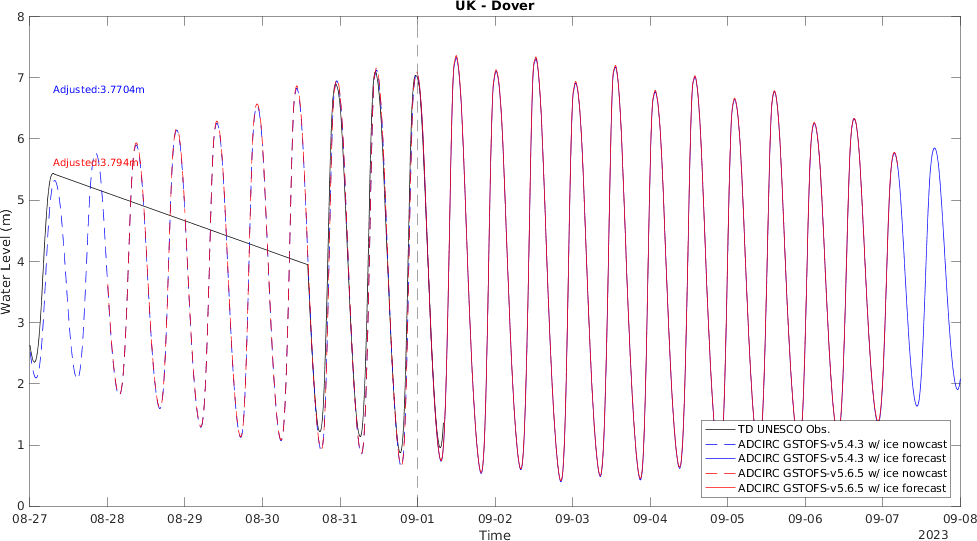 UK - Dover
8
7
6
5
4
3
2
1
0
Water Level (m)
Adjusted:3.7704m
Adjusted:3.794m
TD UNESCO Obs.
ADCIRC GSTOFS-v5.4.3 w/ ice nowcast
ADCIRC GSTOFS-v5.4.3 w/ ice forecast
ADCIRC GSTOFS-v5.6.5 w/ ice nowcast
ADCIRC GSTOFS-v5.6.5 w/ ice forecast
08-27 08-28 08-29 08-30 08-31 09-01 09-02 09-03 09-04 09-05 09-06 09-07 09-08
Time
2023